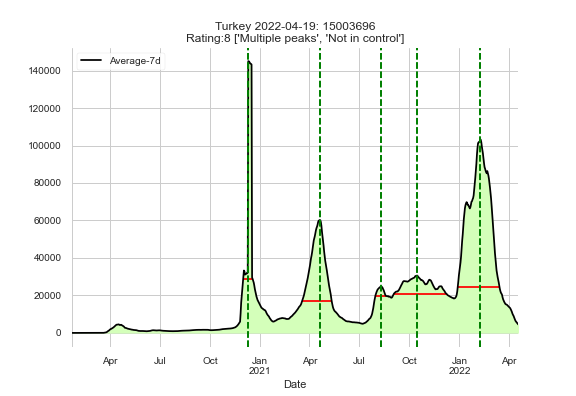 Turkey 2022-04-19: 15003696
Rating:8 ['Multiple peaks', 'Not in control']
Average-7d
140000
120000
100000
80000
60000
40000
20000
0
Apr Jul Oct Jan Apr Jul Oct Jan Apr
2021 2022
Date